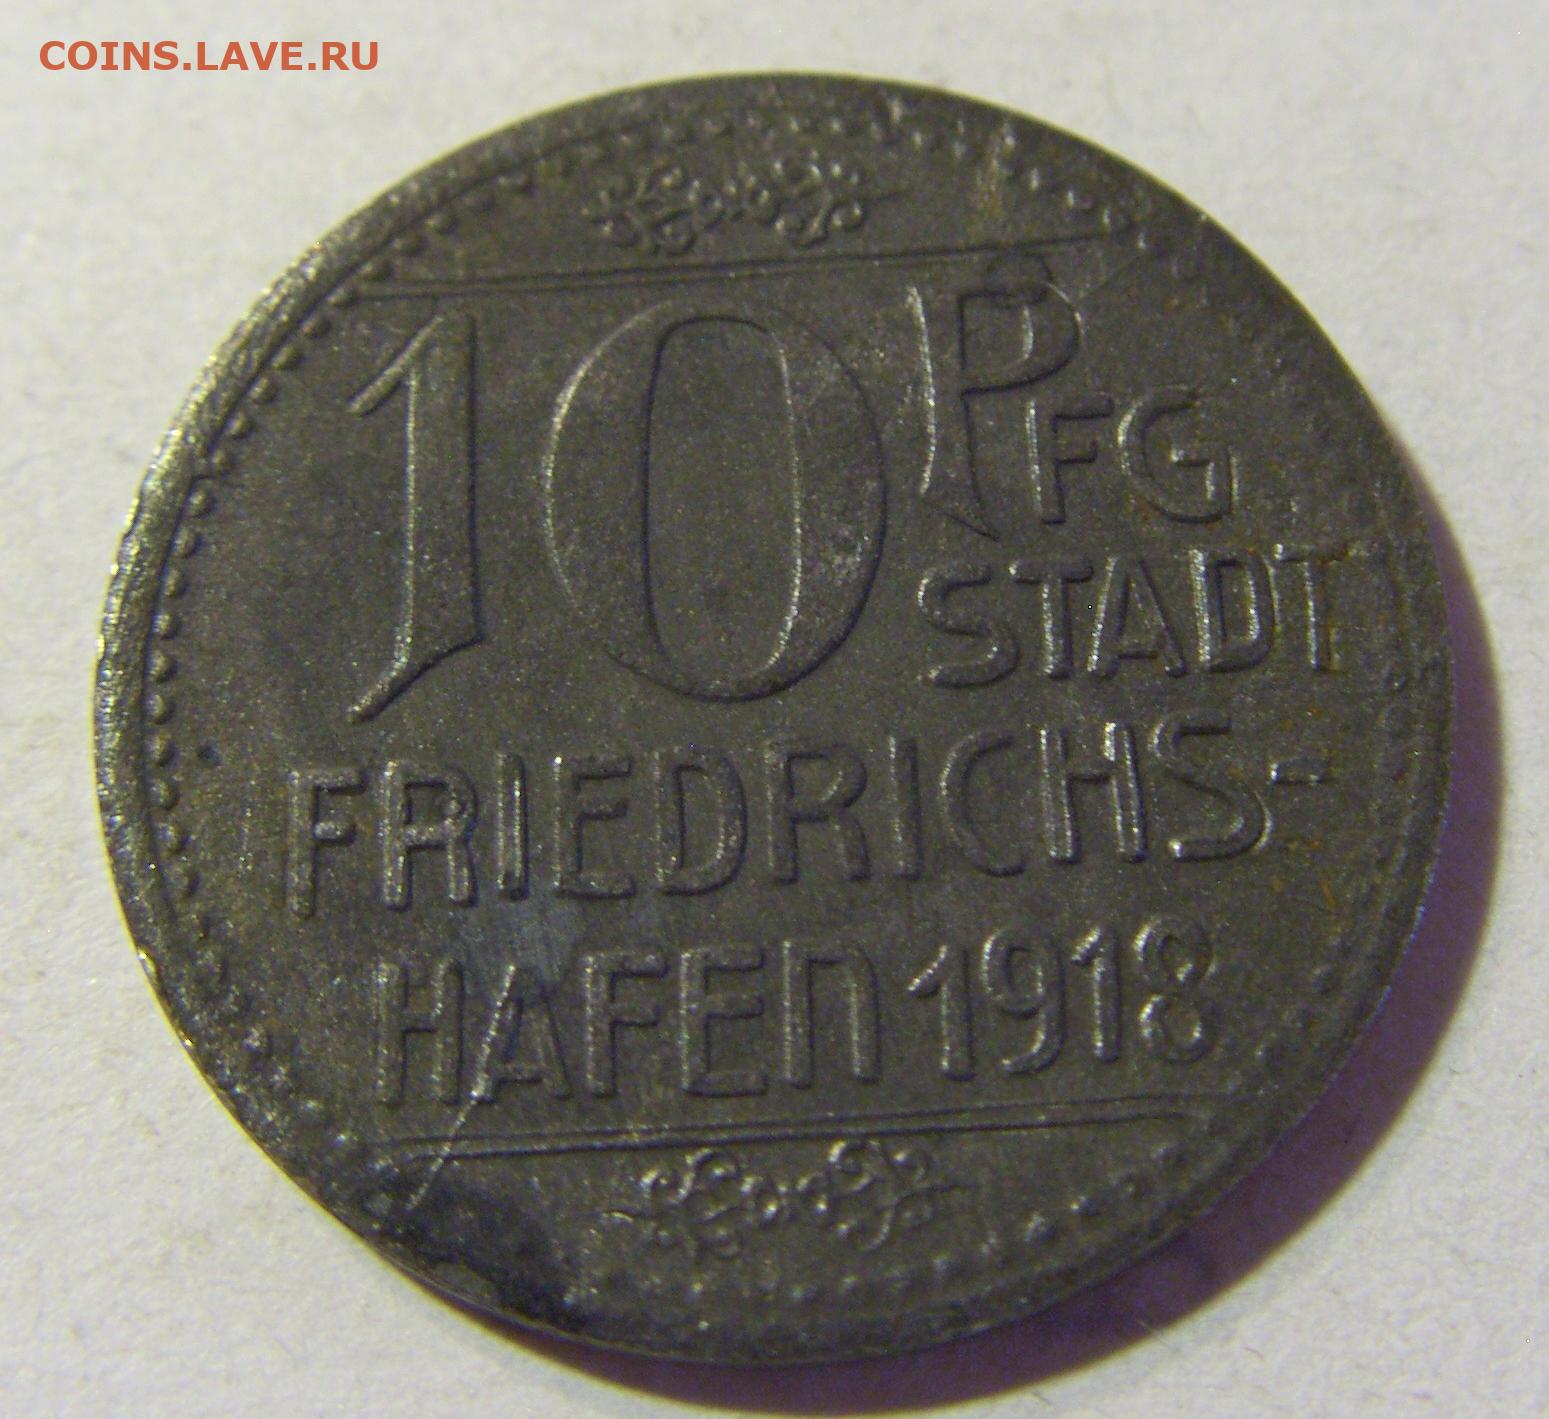 COINS.LAVE.RU
10 PFG
STADT
FRIEDRICHS-
HAFEN 1918